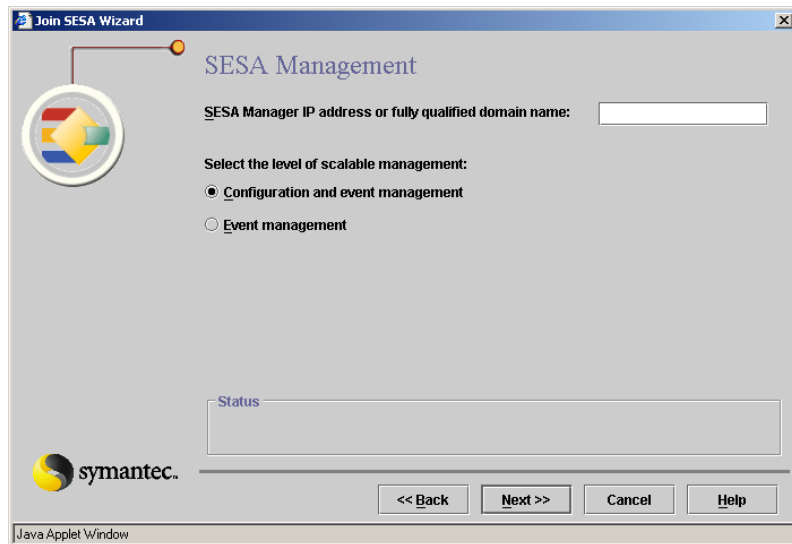 Join SESA Wizard
SESA Management
SESA Manager IP address or fully qualified domain name:
Select the level of scalable management:
Configuration and event management
Event management
Status
symantec.
<< Back Next >> Cancel Help
Java Applet Window